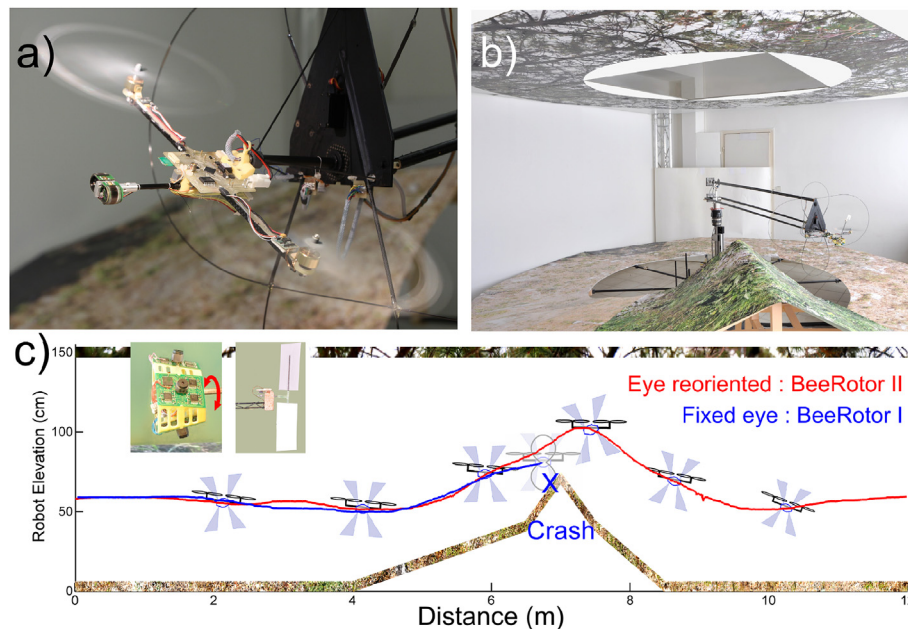 a)
b)
c)
150
Eye reoriented : BeeRotor II
Fixed eye : BeeRotor I
100
Robot Elevation (cm)
X
50
Crash
0
0 2 4 6 8 10 12
Distance (m)